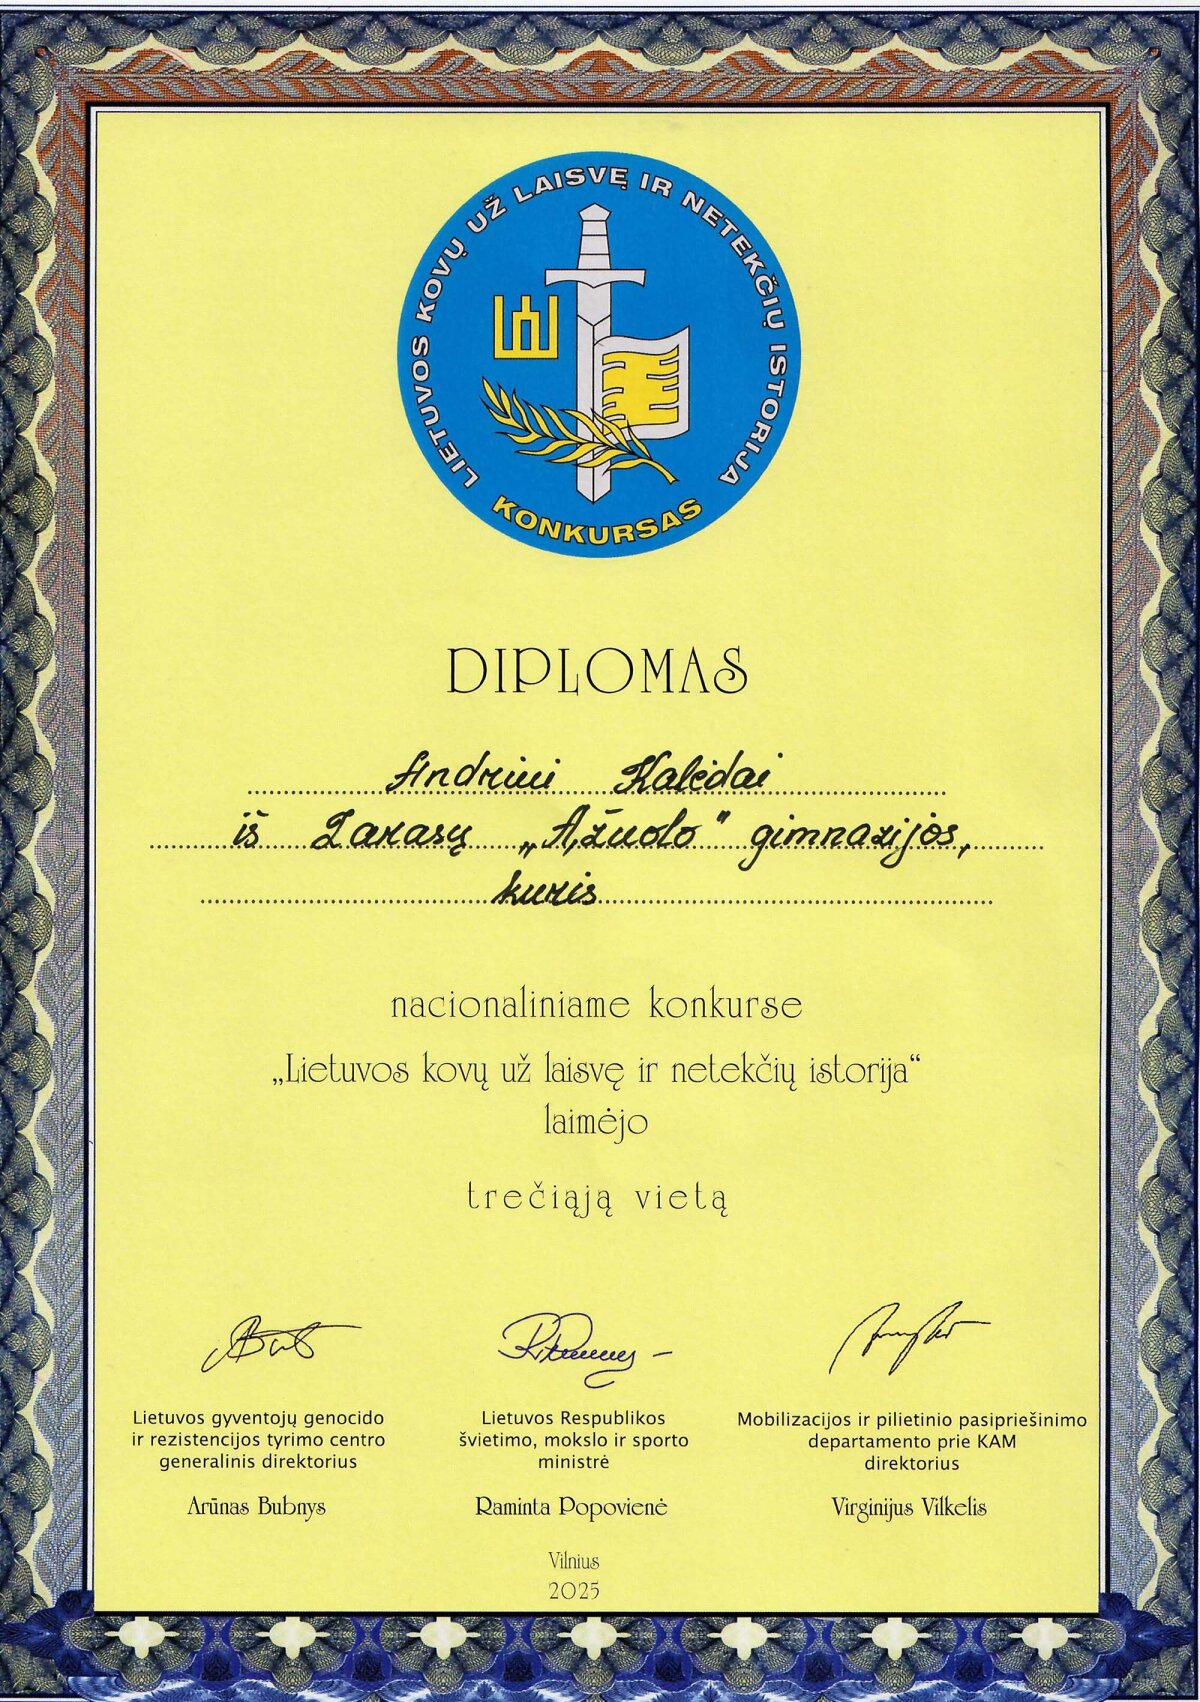 LIETUVOS KOVŲ UŽ LAISVĘ IR NETEKČIŲ ISTORIJA
KONKURSAS
DIPLOMAS
Andriui Kalėdai
iš Zarasų „Ąžuolo" gimnazijos,
kuris
nacionaliniame konkurse
„Lietuvos kovų už laisvę ir netekčių istorija“
laimėjo
trečiąją vietą
Lietuvos gyventojų genocido
ir rezistencijos tyrimo centro
generalinis direktorius
Arūnas Bubnys
Lietuvos Respublikos
švietimo, mokslo ir sporto
ministrė
Raminta Popovienė
Mobilizacijos ir pilietinio pasipriešinimo
departamento prie KAM
direktorius
Virginijus Vilkelis
Vilnius
2025